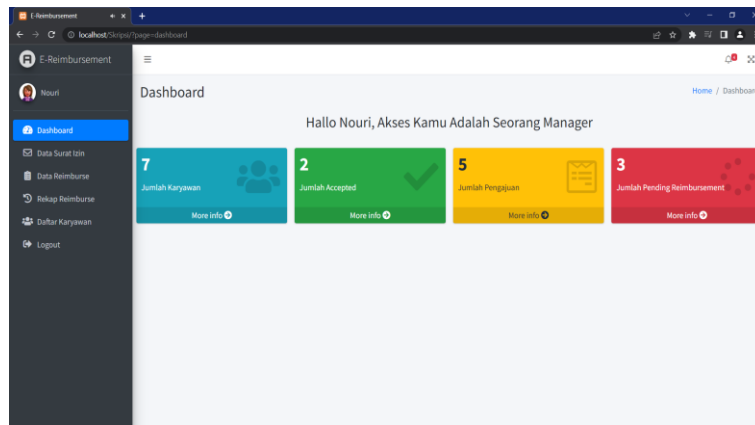 E-Reimbursement
localhost/Skripsi/?page=dashboard
E-Reimbursement
Nouri
Dashboard
Data Surat Izin
Data Reimburse
Rekap Reimburse
Daftar Karyawan
Logout
Dashboard
Home / Dashboar
Hallo Nouri, Akses Kamu Adalah Seorang Manager
7
Jumlah Karyawan
More info
2
Jumlah Accepted
More info
5
Jumlah Pengajuan
More info
3
Jumlah Pending Reimbursement
More info